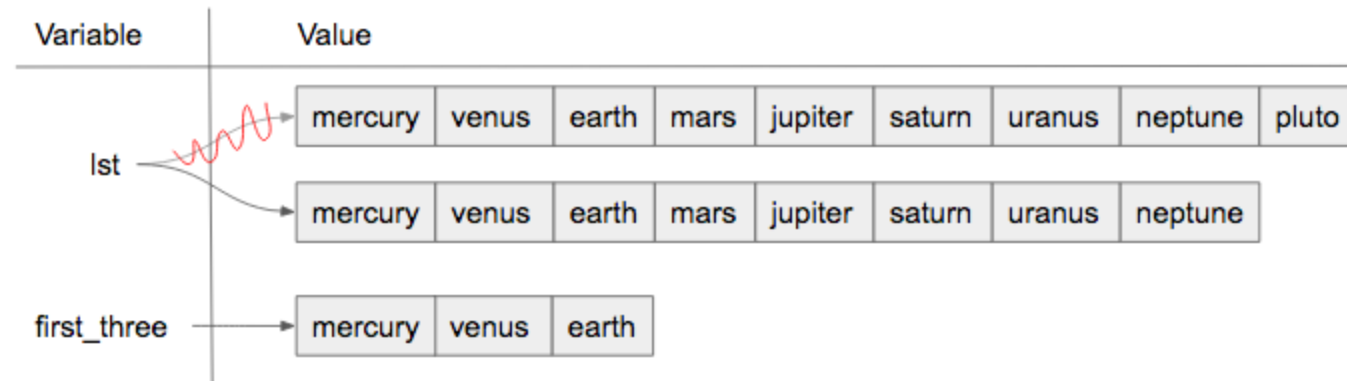 Variable Value
mercury venus earth mars jupiter saturn uranus neptune pluto
lst
mercury venus earth mars jupiter saturn uranus neptune
first_three mercury venus earth